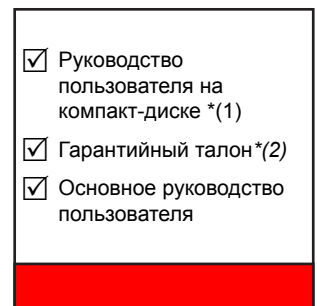 Руководство
пользователя на
компакт-диске *(1)
Гарантийный талон*(2)
Основное руководство
пользователя